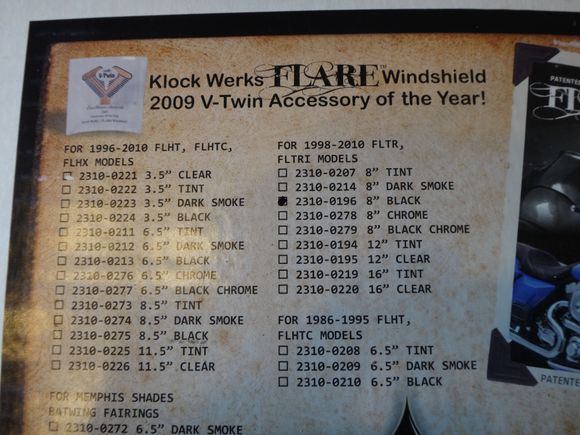 Klock Werks FLARE™ Windshield
2009 V-Twin Accessory of the Year!
FOR 1996-2010 FLHT, FLHTC,
FLHX MODELS
2310-0221 3.5” CLEAR
2310-0222 3.5” TINT
2310-0223 3.5” DARK SMOKE
2310-0224 3.5” BLACK
2310-0211 6.5” TINT
2310-0212 6.5” DARK SMOKE
2310-0213 6.5” BLACK
2310-0276 6.5” CHROME
2310-0277 6.5” BLACK CHROME
2310-0273 8.5” TINT
2310-0274 8.5” DARK SMOKE
2310-0275 8.5” BLACK
2310-0225 11.5” TINT
2310-0226 11.5” CLEAR
FOR MEMPHIS SHADES
BATWING FAIRINGS
2310-0272 6.5” DARK SMOKE
FOR 1998-2010 FLTR,
FLTRI MODELS
2310-0207 8” TINT
2310-0214 8” DARK SMOKE
2310-0196 8” BLACK
2310-0278 8” CHROME
2310-0279 8” BLACK CHROME
2310-0194 12” TINT
2310-0195 12” CLEAR
2310-0219 16” TINT
2310-0220 16” CLEAR
FOR 1986-1995 FLHT,
FLHTC MODELS
2310-0208 6.5” TINT
2310-0209 6.5” DARK SMOKE
2310-0210 6.5” BLACK
PATENTE
PATENTE